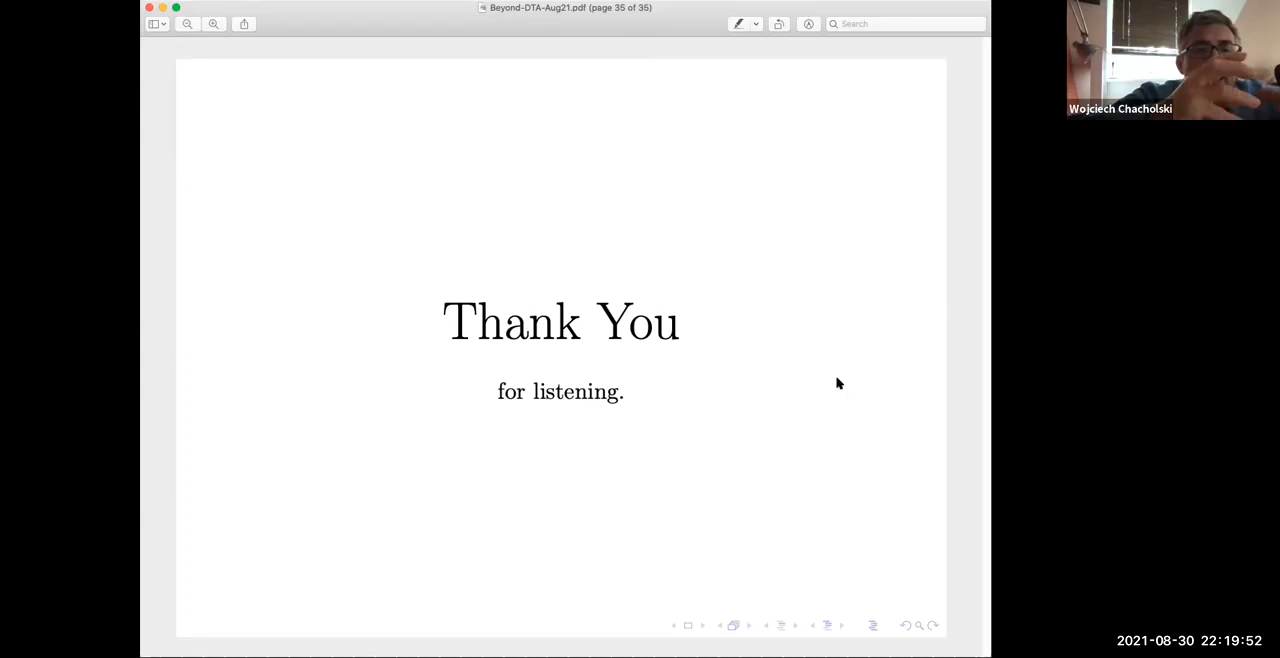 Beyond-DTA-Aug21.pdf (page 35 of 35)
Search
Wojciech Chacholski
Thank You
for listening.
2021-08-30 22:19:52